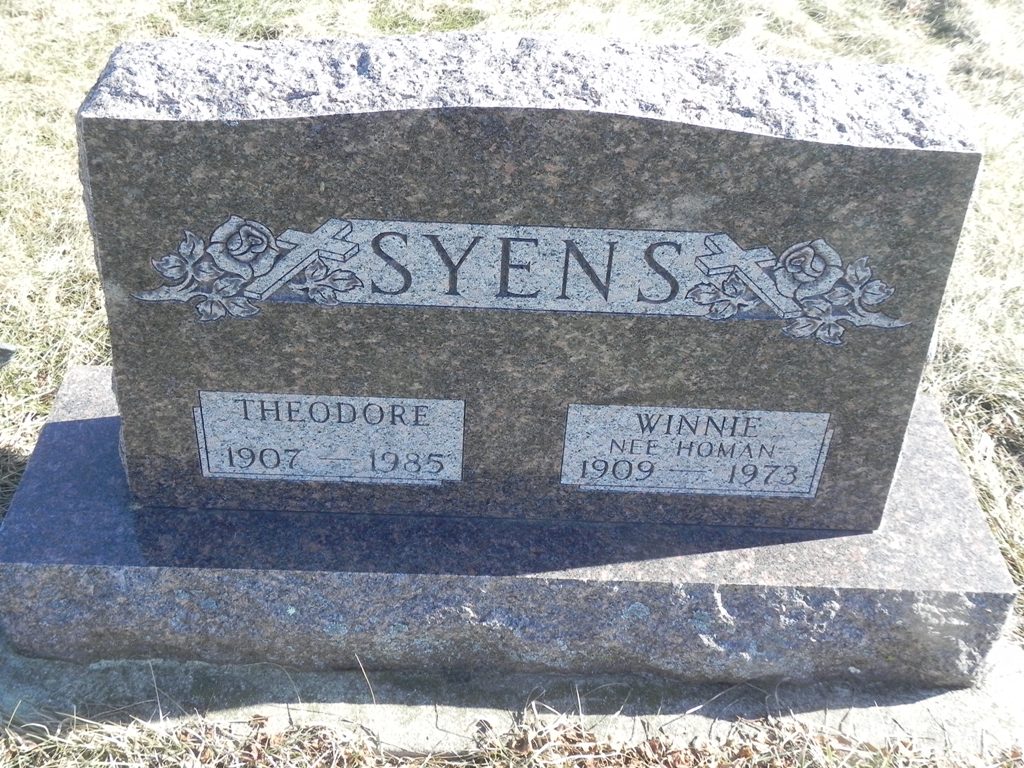 SYENS
THEODORE
1907 — 1985
WINNIE
NEE HOMAN
1909 — 1973